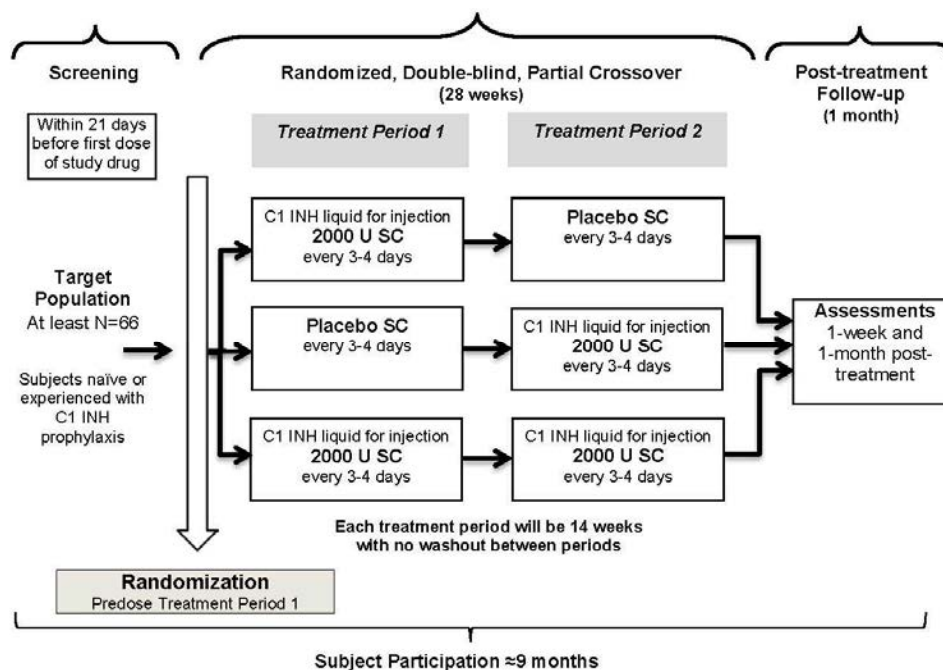 Screening
Within 21 days
before first dose
of study drug
Randomized, Double-blind, Partial Crossover
(28 weeks)
Treatment Period 1
Treatment Period 2
Post-treatment
Follow-up
(1 month)
Target
Population
At least N=66
Subjects naïve or
experienced with
C1 INH
prophylaxis
C1 INH liquid for injection
2000 U SC
every 3-4 days
Placebo SC
every 3-4 days
Placebo SC
every 3-4 days
C1 INH liquid for injection
2000 U SC
every 3-4 days
C1 INH liquid for injection
2000 U SC
every 3-4 days
C1 INH liquid for injection
2000 U SC
every 3-4 days
Assessments
1-week and
1-month post-
treatment
Each treatment period will be 14 weeks
with no washout between periods
Randomization
Predose Treatment Period 1
Subject Participation ≈9 months